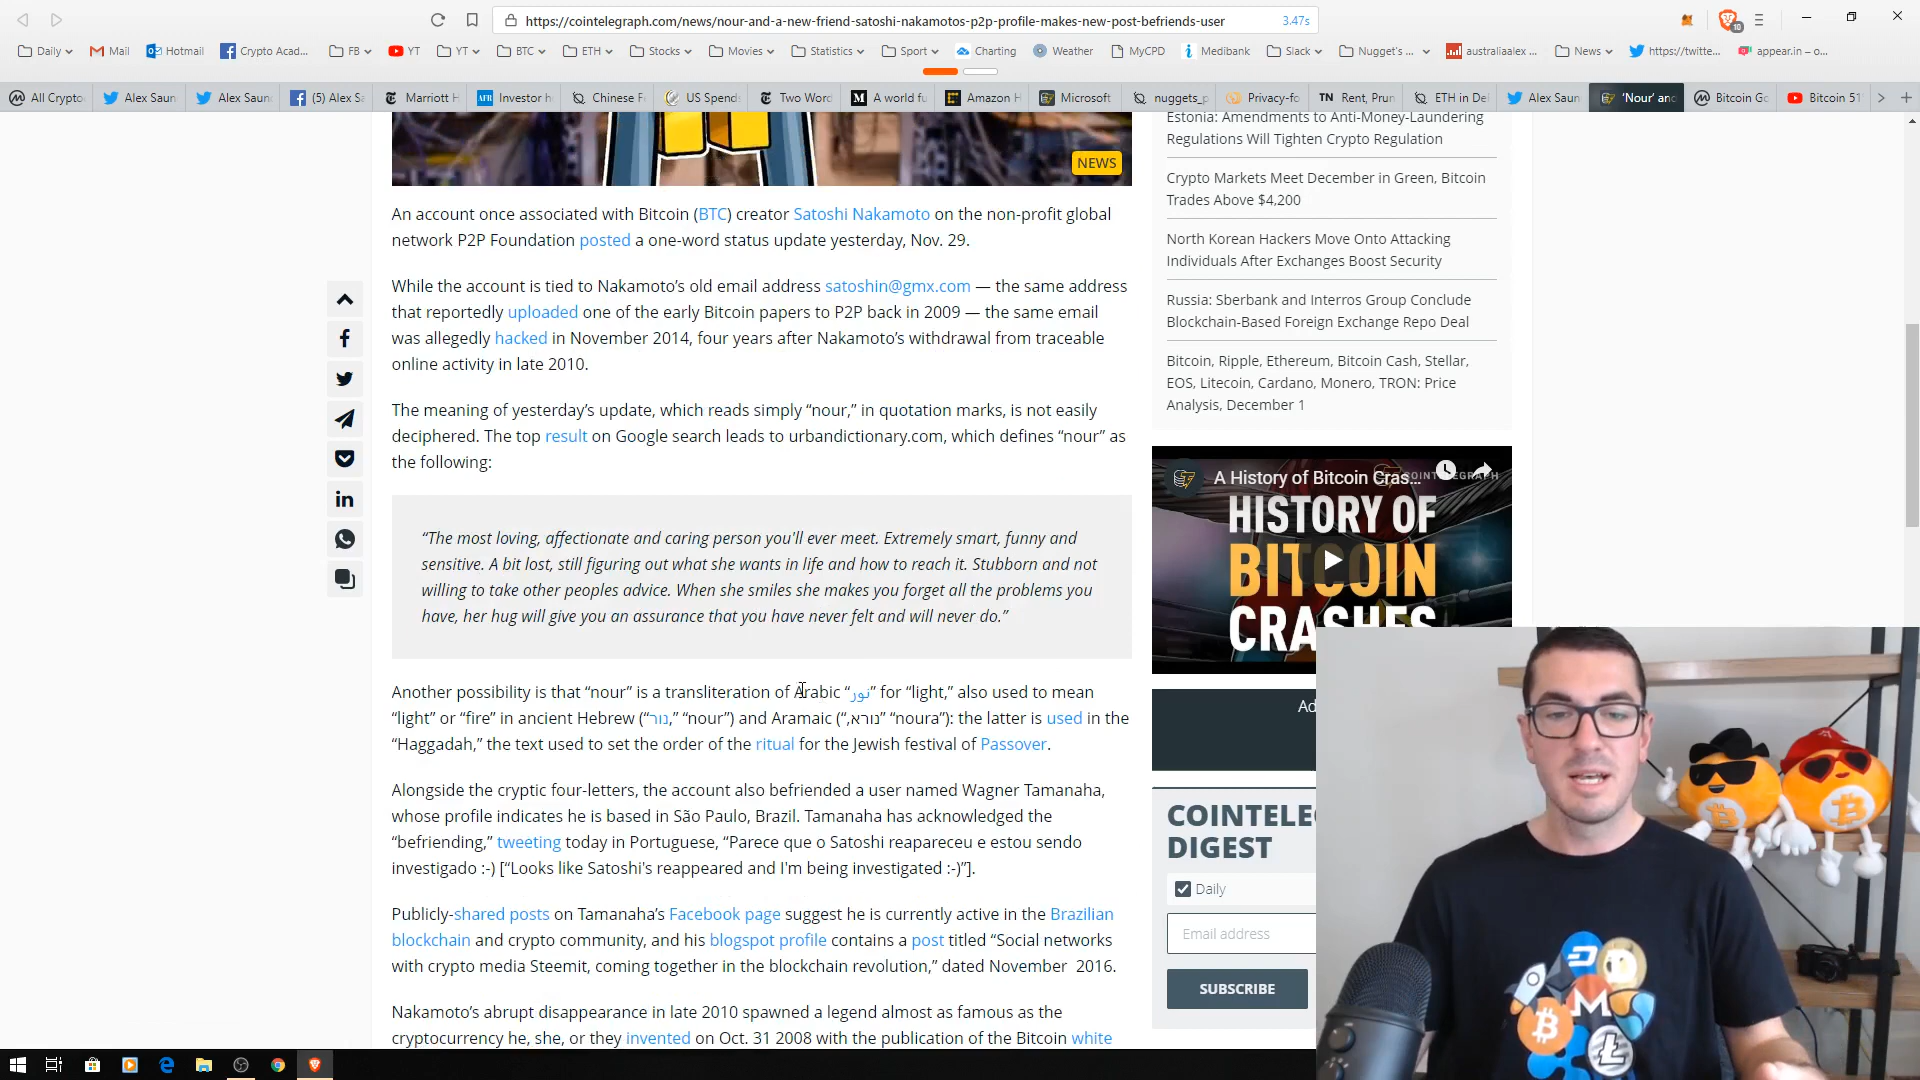 https://cointelegraph.com/news/nour-and-a-new-friend-satoshi-nakamotos-p2p-profile-makes-new-post-befriends-user
3.47s
Daily
Mail
Hotmail
Crypto Acad...
FB
YT
YT
BTC
ETH
Stocks
Movies
Statistics
Sport
Charting
Weather
MyCPD
Medibank
Slack
Nugget's ...
australiaalex ...
News
https://twitte...
appear.in – o...
All Crypto
Alex Saun
Alex Saun
(5) Alex Sa
Marriott H
Investor h
Chinese F
US Spend
Two Word
A world fu
Amazon H
Microsoft
nuggets_p
Privacy-fo
Rent, Prun
ETH in De
Alex Saun
'Nour' and
Bitcoin Go
Bitcoin 51
NEWS
An account once associated with Bitcoin (BTC) creator Satoshi Nakamoto on the non-profit global
network P2P Foundation posted a one-word status update yesterday, Nov. 29.
While the account is tied to Nakamoto’s old email address satoshin@gmx.com — the same address
that reportedly uploaded one of the early Bitcoin papers to P2P back in 2009 — the same email
was allegedly hacked in November 2014, four years after Nakamoto’s withdrawal from traceable
online activity in late 2010.
The meaning of yesterday’s update, which reads simply “nour,” in quotation marks, is not easily
deciphered. The top result on Google search leads to urbandictionary.com, which defines “nour” as
the following:
“The most loving, affectionate and caring person you'll ever meet. Extremely smart, funny and
sensitive. A bit lost, still figuring out what she wants in life and how to reach it. Stubborn and not
willing to take other peoples advice. When she smiles she makes you forget all the problems you
have, her hug will give you an assurance that you have never felt and will never do.”
Another possibility is that “nour” is a transliteration of Arabic “نور” for “light,” also used to mean
“light” or “fire” in ancient Hebrew (“נור,” “nour”) and Aramaic (“נורא,” “noura”): the latter is used in the
“Haggadah,” the text used to set the order of the ritual for the Jewish festival of Passover.
Alongside the cryptic four-letters, the account also befriended a user named Wagner Tamanaha,
whose profile indicates he is based in São Paulo, Brazil. Tamanaha has acknowledged the
“befriending,” tweeting today in Portuguese, “Parece que o Satoshi reapareceu e estou sendo
investigado :-) [“Looks like Satoshi's reappeared and I'm being investigated :-)”].
Publicly-shared posts on Tamanaha’s Facebook page suggest he is currently active in the Brazilian
blockchain and crypto community, and his blogspot profile contains a post titled “Social networks
with crypto media Steemit, coming together in the blockchain revolution,” dated November 2016.
Nakamoto’s abrupt disappearance in late 2010 spawned a legend almost as famous as the
cryptocurrency he, she, or they invented on Oct. 31 2008 with the publication of the Bitcoin white
Estonia: Amendments to Anti-Money-Laundering
Regulations Will Tighten Crypto Regulation
Crypto Markets Meet December in Green, Bitcoin
Trades Above $4,200
North Korean Hackers Move Onto Attacking
Individuals After Exchanges Boost Security
Russia: Sberbank and Interros Group Conclude
Blockchain-Based Foreign Exchange Repo Deal
Bitcoin, Ripple, Ethereum, Bitcoin Cash, Stellar,
EOS, Litecoin, Cardano, Monero, TRON: Price
Analysis, December 1
A History of Bitcoin Cras...
HISTORY OF
BITCOIN
CRASHES
Ad
COINTELE
DIGEST
Daily
Email address
SUBSCRIBE